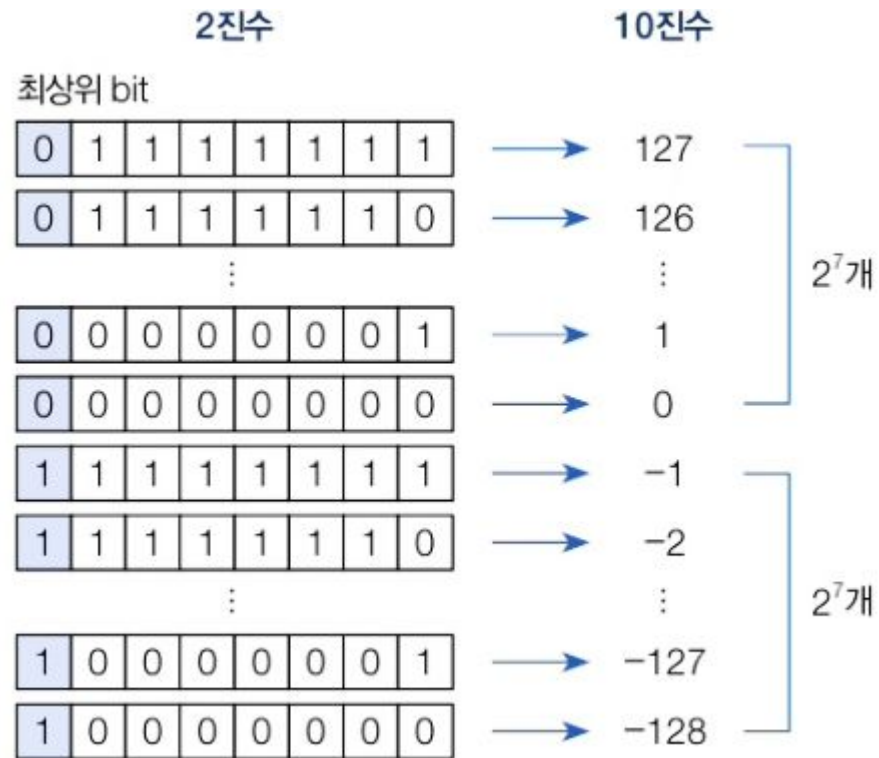 2진수 10진수
최상위 bit
0 1 1 1 1 1 1 1 → 127
0 1 1 1 1 1 1 0 → 126
⋮ ⋮ 2⁷개
0 0 0 0 0 0 0 1 → 1
0 0 0 0 0 0 0 0 → 0
1 1 1 1 1 1 1 1 → −1
1 1 1 1 1 1 1 0 → −2
⋮ ⋮ 2⁷개
1 0 0 0 0 0 0 1 → −127
1 0 0 0 0 0 0 0 → −128